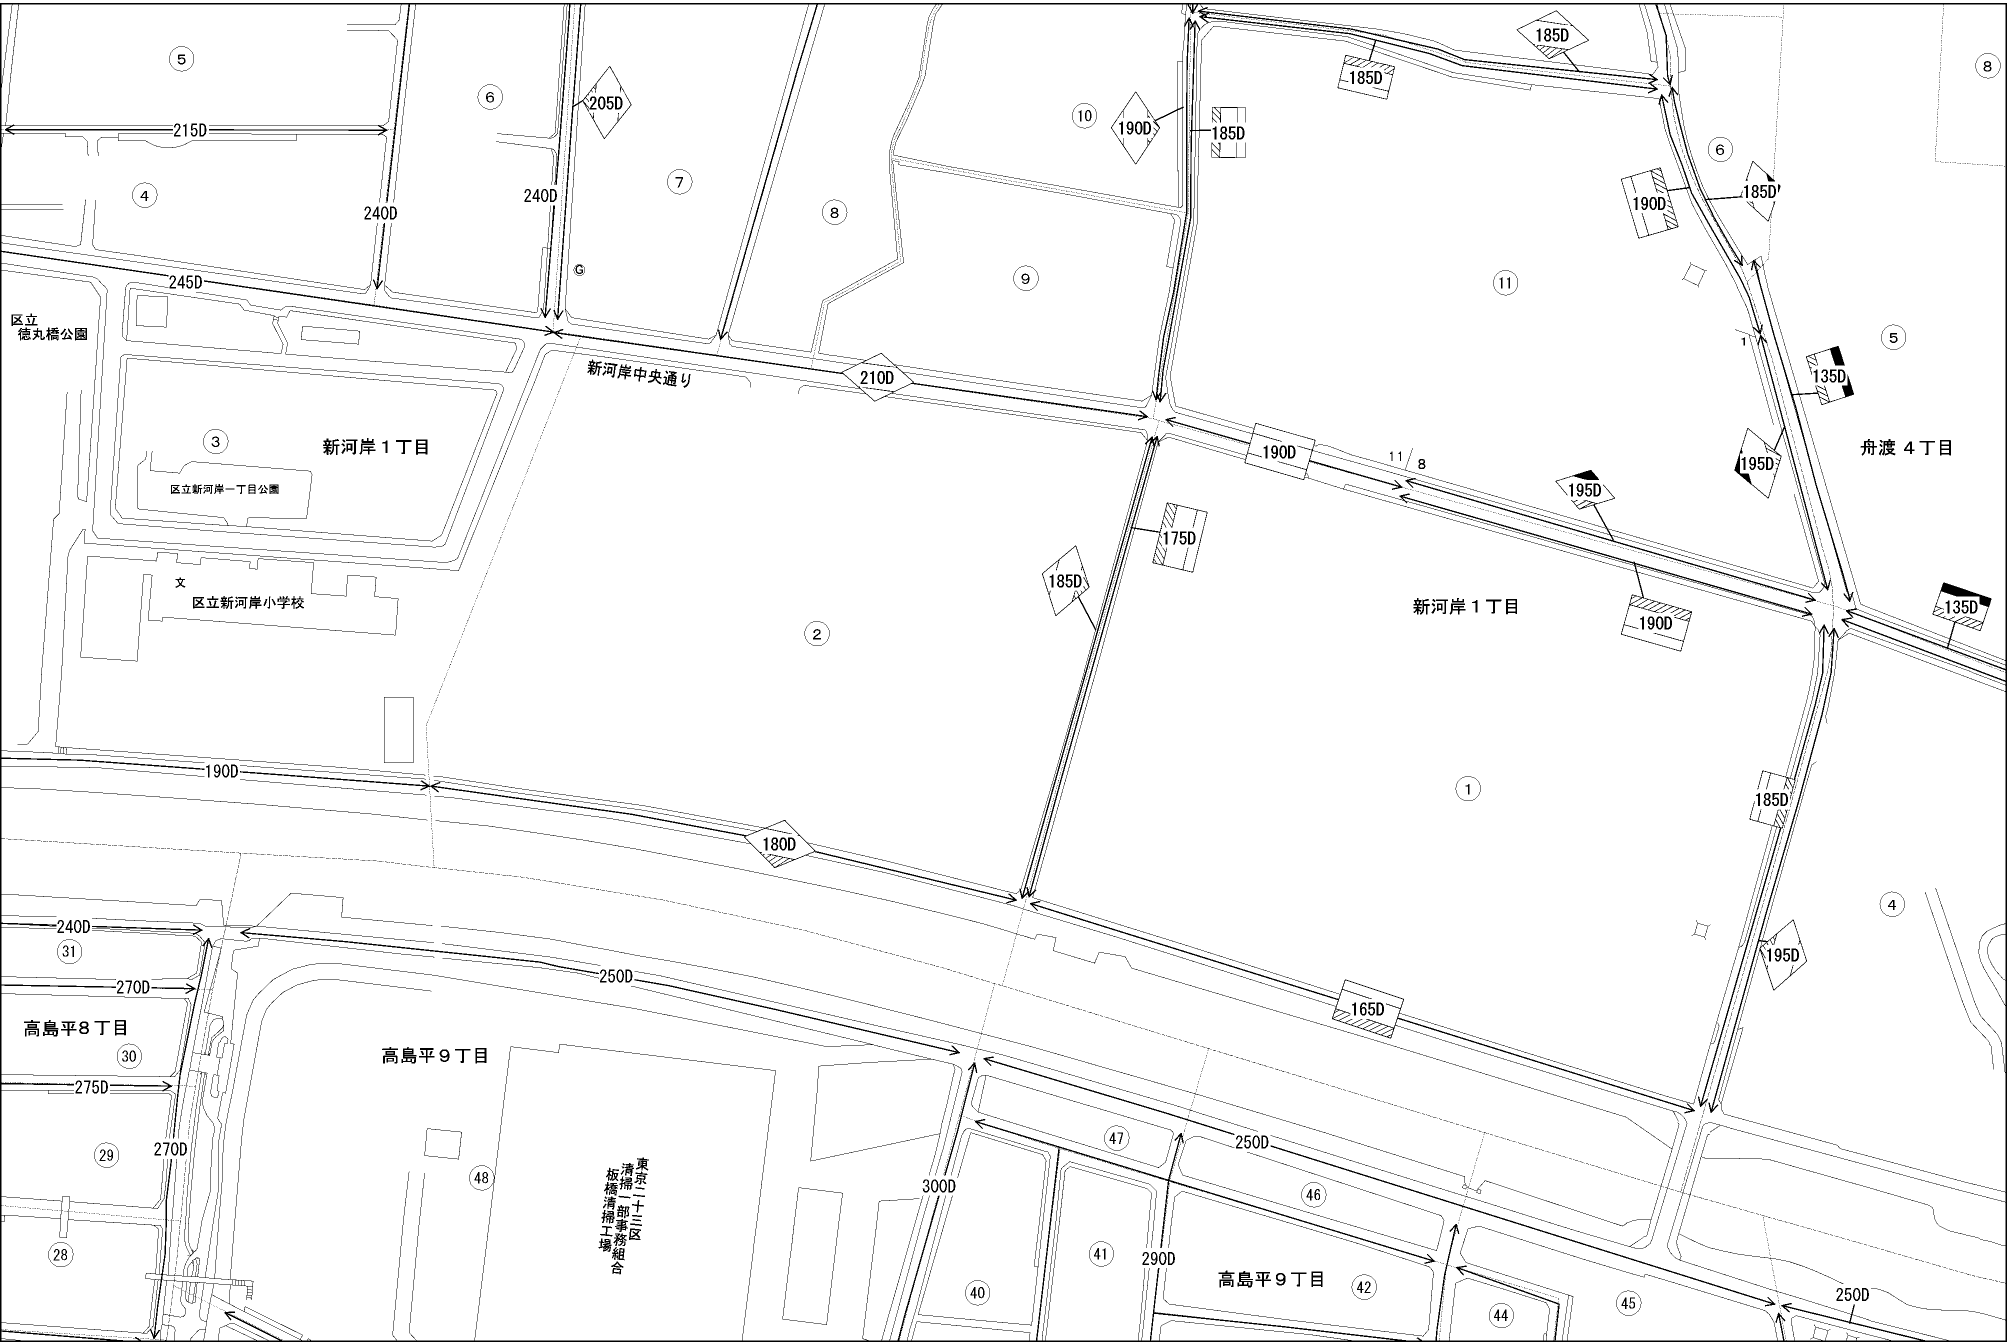 5
6
205D
10
190D
185D
185D
185D
8
215D
7
6
4
240D
240D
8
190D
185D
245D
G
9
11
区立
徳丸橋公園
1
5
新河岸中央通り
210D
135D
3
新河岸1丁目
190D
11
8
195D
舟渡 4丁目
区立新河岸一丁目公園
195D
175D
185D
文
区立新河岸小学校
新河岸1丁目
190D
135D
2
190D
1
185D
180D
4
240D
31
250D
195D
270D
165D
高島平8丁目
30
高島平9丁目
275D
29
270D
47
250D
48
東京二十三区
清掃一部事務組合
板橋清掃工場
300D
46
28
41
290D
高島平9丁目
42
40
44
45
250D